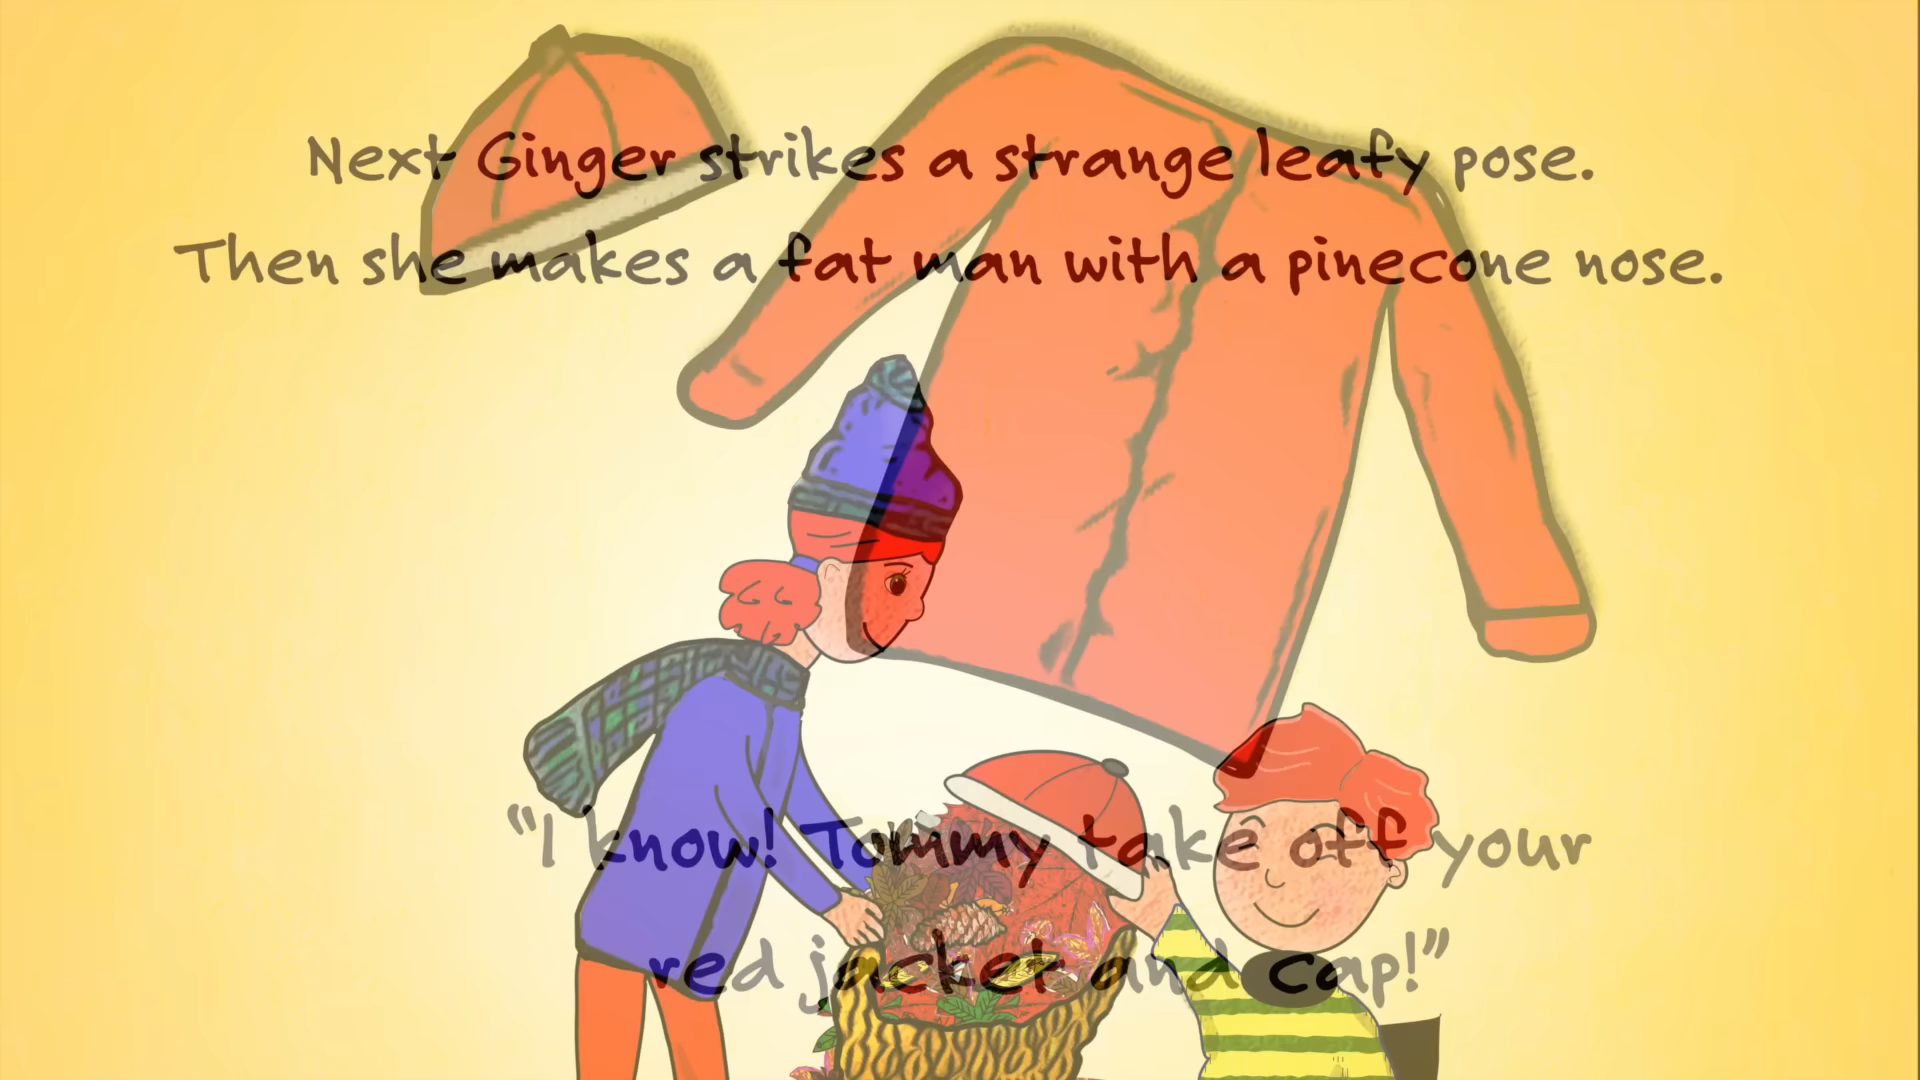 Next Ginger strikes a strange leafy pose.
Then she makes a fat man with a pinecone nose.
“I know! Tommy take off your
red jacket and cap!”